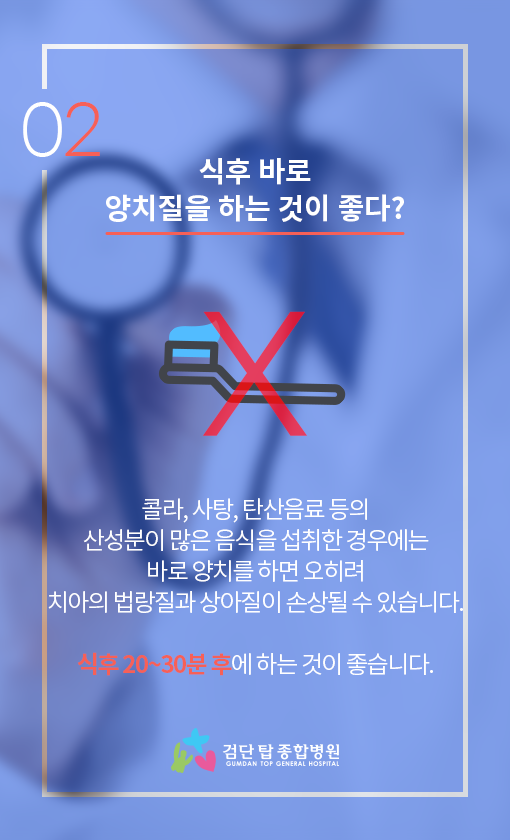 02
식후 바로
양치질을 하는 것이 좋다?
X
콜라, 사탕, 탄산음료 등의
산성분이 많은 음식을 섭취한 경우에는
바로 양치를 하면 오히려
치아의 법랑질과 상아질이 손상될 수 있습니다.
식후 20~30분 후에 하는 것이 좋습니다.
검단 탑 종합병원
GUMDAN TOP GENERAL HOSPITAL